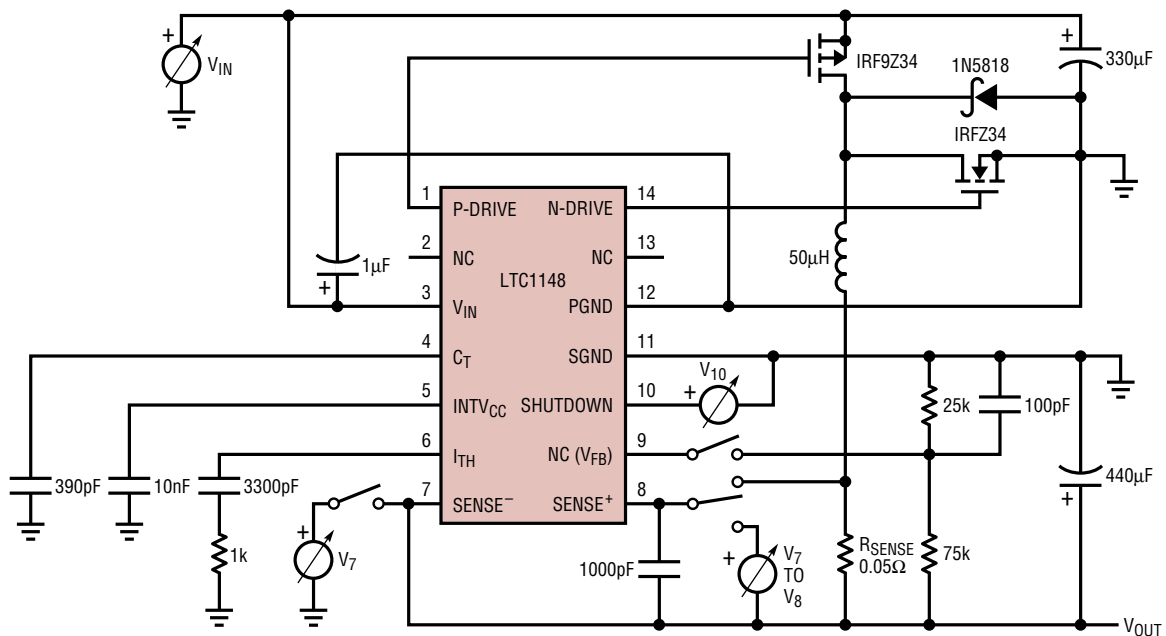 +
V_IN
IRF9Z34
1N5818
+
330µF
IRFZ34
1µF
+
1
P-DRIVE
N-DRIVE
14
2
NC
NC
13
LTC1148
50µH
3
V_IN
PGND
12
4
C_T
SGND
11
V_10
+
5
INTV_CC
SHUTDOWN
10
25k
100pF
6
I_TH
NC (V_FB)
9
7
SENSE⁻
SENSE⁺
8
390pF
10nF
3300pF
440µF
+
1k
+
V_7
1000pF
+
V_7
TO
V_8
R_SENSE
0.05Ω
75k
V_OUT